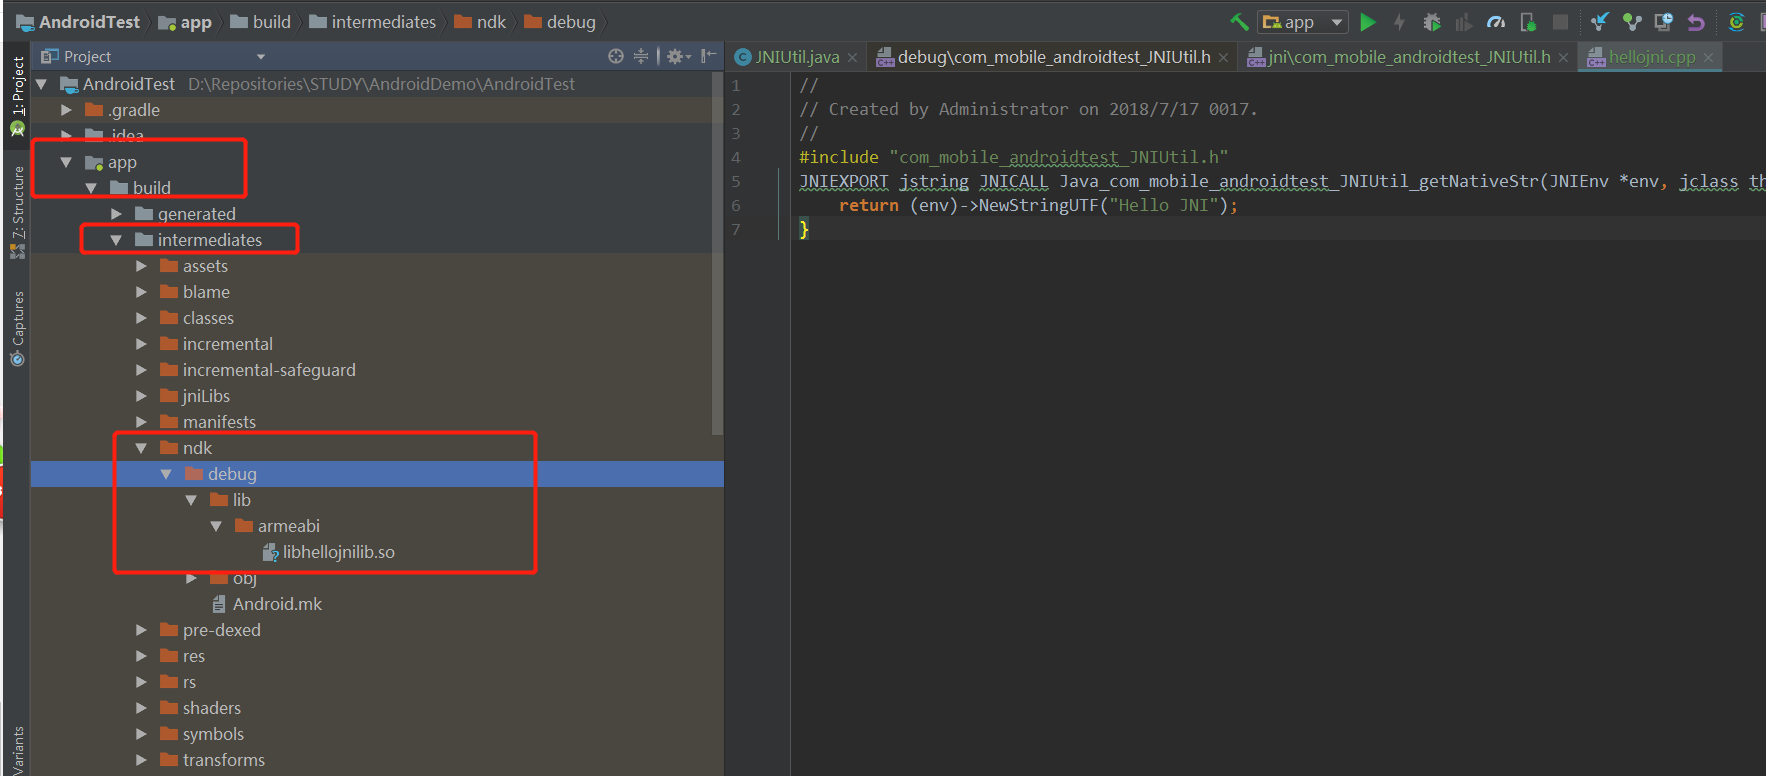 AndroidTest app build intermediates ndk debug
app
Project
JNIUtil.java
debug\com_mobile_androidtest_JNIUtil.h
jni\com_mobile_androidtest_JNIUtil.h
hellojni.cpp
1: Project
7: Structure
Captures
Variants
AndroidTest D:\Repositories\STUDY\AndroidDemo\AndroidTest
.gradle
.idea
app
build
generated
intermediates
assets
blame
classes
incremental
incremental-safeguard
jniLibs
manifests
ndk
debug
lib
armeabi
libhellojnilib.so
obj
Android.mk
pre-dexed
res
rs
shaders
symbols
transforms
1 //
2 // Created by Administrator on 2018/7/17 0017.
3 //
4 #include "com_mobile_androidtest_JNIUtil.h"
5 JNIEXPORT jstring JNICALL Java_com_mobile_androidtest_JNIUtil_getNativeStr(JNIEnv *env, jclass th
6 return (env)->NewStringUTF("Hello JNI");
7 }